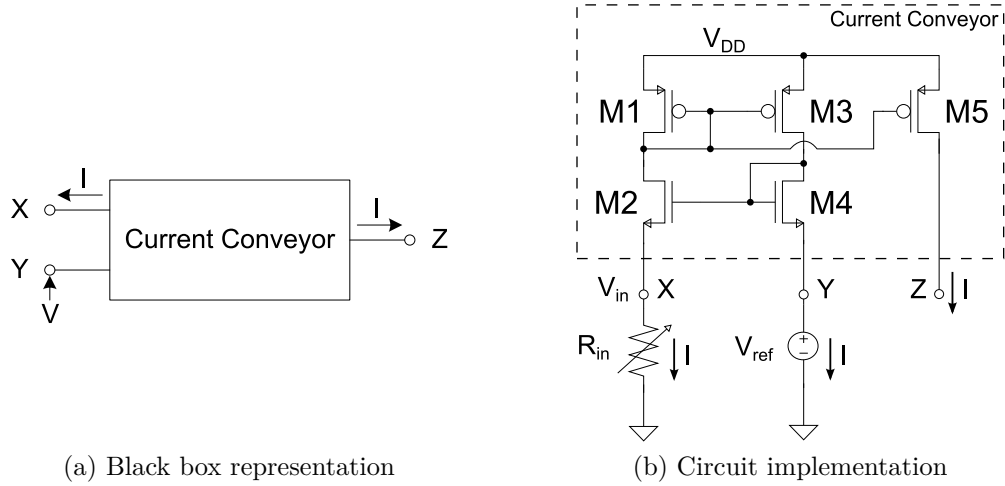 I
X
Y
V
Current Conveyor
I
Z
(a) Black box representation
Current Conveyor
V_DD
M1
M3
M5
M2
M4
V_in
X
Y
Z
I
R_in
I
V_ref
+
−
I
(b) Circuit implementation